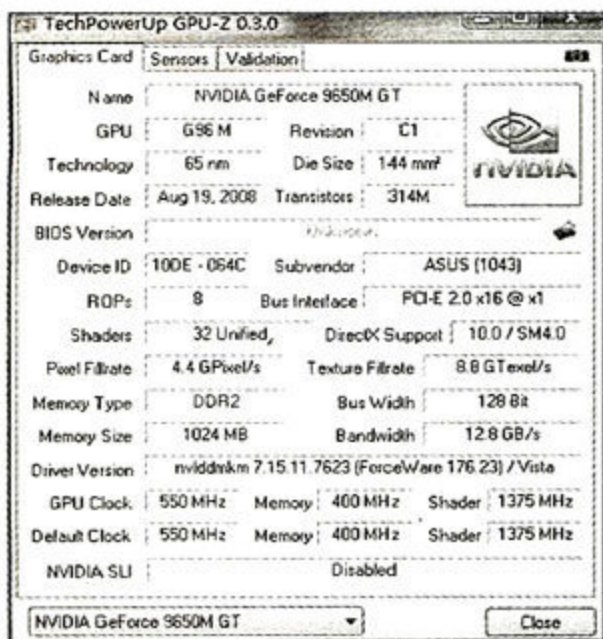 TechPowerUp GPU-Z 0.3.0
Graphics Card Sensors Validation
Name NVIDIA GeForce 9650M GT
GPU G96M Revision C1
Technology 65 nm Die Size 144 mm²
nVIDIA
Release Date Aug 19, 2008 Transistors 314M
BIOS Version
Device ID 10DE - 064C Subvendor ASUS (1043)
ROPs 8 Bus Interface PCI-E 2.0 x16 @ x1
Shaders 32 Unified DirectX Support 10.0 / SM4.0
Pixel Fillrate 4.4 GPixel/s Texture Fillrate 8.8 GTexel/s
Memory Type DDR2 Bus Width 128 Bit
Memory Size 1024 MB Bandwidth 12.8 GB/s
Driver Version nvlddmkm 7.15.11.7623 (ForceWare 176.23) / Vista
GPU Clock 550 MHz Memory 400 MHz Shader 1375 MHz
Default Clock 550 MHz Memory 400 MHz Shader 1375 MHz
NVIDIA SLI Disabled
NVIDIA GeForce 9650M GT Close